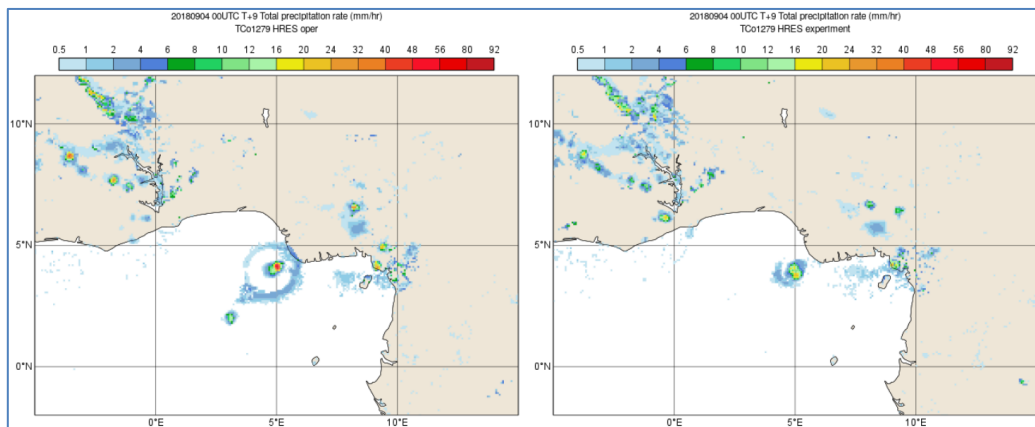 20180904 00UTC T+9 Total precipitation rate (mm/hr)
TCo1279 HRES oper
0.5 1 2 4 6 8 10 12 16 20 24 32 40 48 56 80 92
10°N
5°N
0°N
0°E 5°E 10°E
20180904 00UTC T+9 Total precipitation rate (mm/hr)
TCo1279 HRES experiment
0.5 1 2 4 6 8 10 12 16 20 24 32 40 48 56 80 92
10°N
5°N
0°N
0°E 5°E 10°E